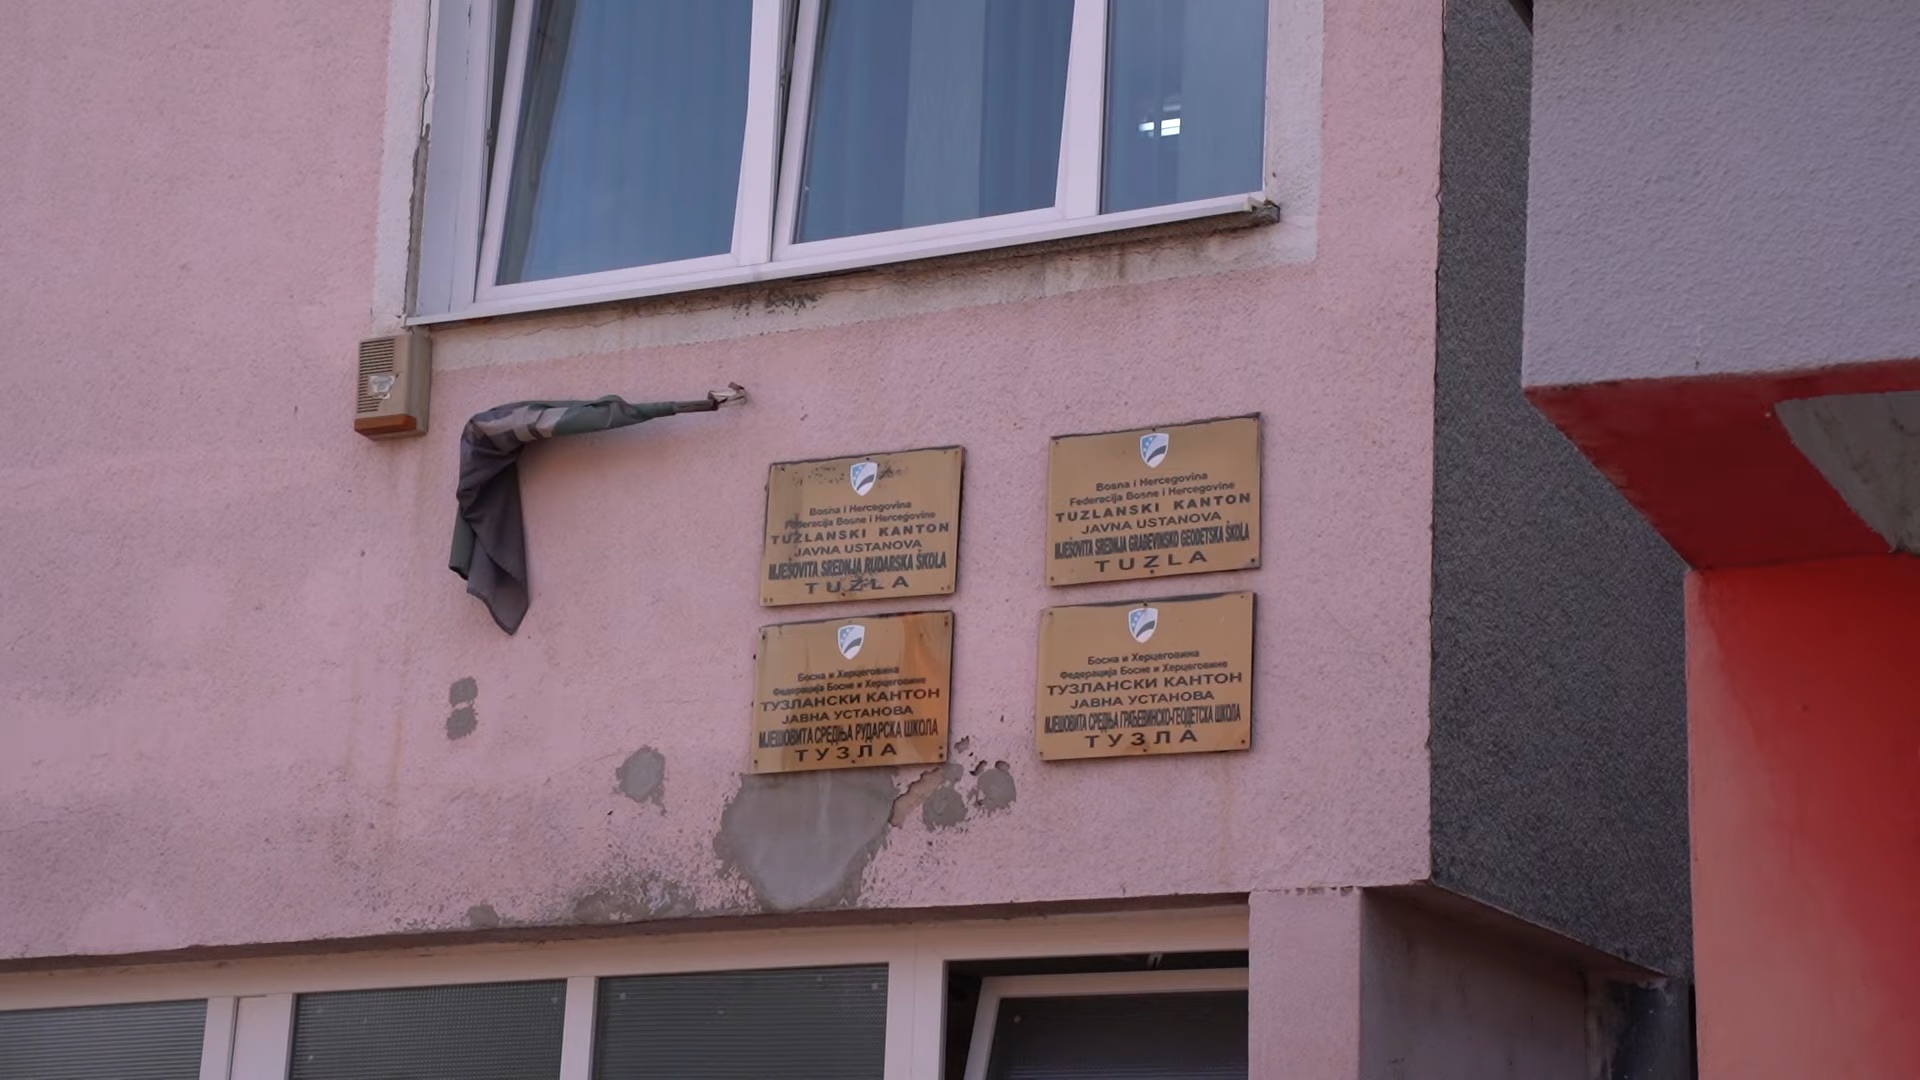 Bosna i Hercegovina
Federacija Bosne i Hercegovine
TUZLANSKI KANTON
JAVNA USTANOVA
MJEŠOVITA SREDNJA RUDARSKA ŠKOLA
TUZLA
Bosna i Hercegovina
Federacija Bosne i Hercegovine
TUZLANSKI KANTON
JAVNA USTANOVA
MJEŠOVITA SREDNJA GRAĐEVINSKO GEODETSKA ŠKOLA
TUZLA
Босна и Херцеговина
Федерација Босне и Херцеговине
ТУЗЛАНСКИ КАНТОН
ЈАВНА УСТАНОВА
МЈЕШОВИТА СРЕДЊА РУДАРСКА ШКОЛА
ТУЗЛА
Босна и Херцеговина
Федерација Босне и Херцеговине
ТУЗЛАНСКИ КАНТОН
ЈАВНА УСТАНОВА
МЈЕШОВИТА СРЕДЊА ГРАЂЕВИНСКО-ГЕОДЕТСКА ШКОЛА
ТУЗЛА